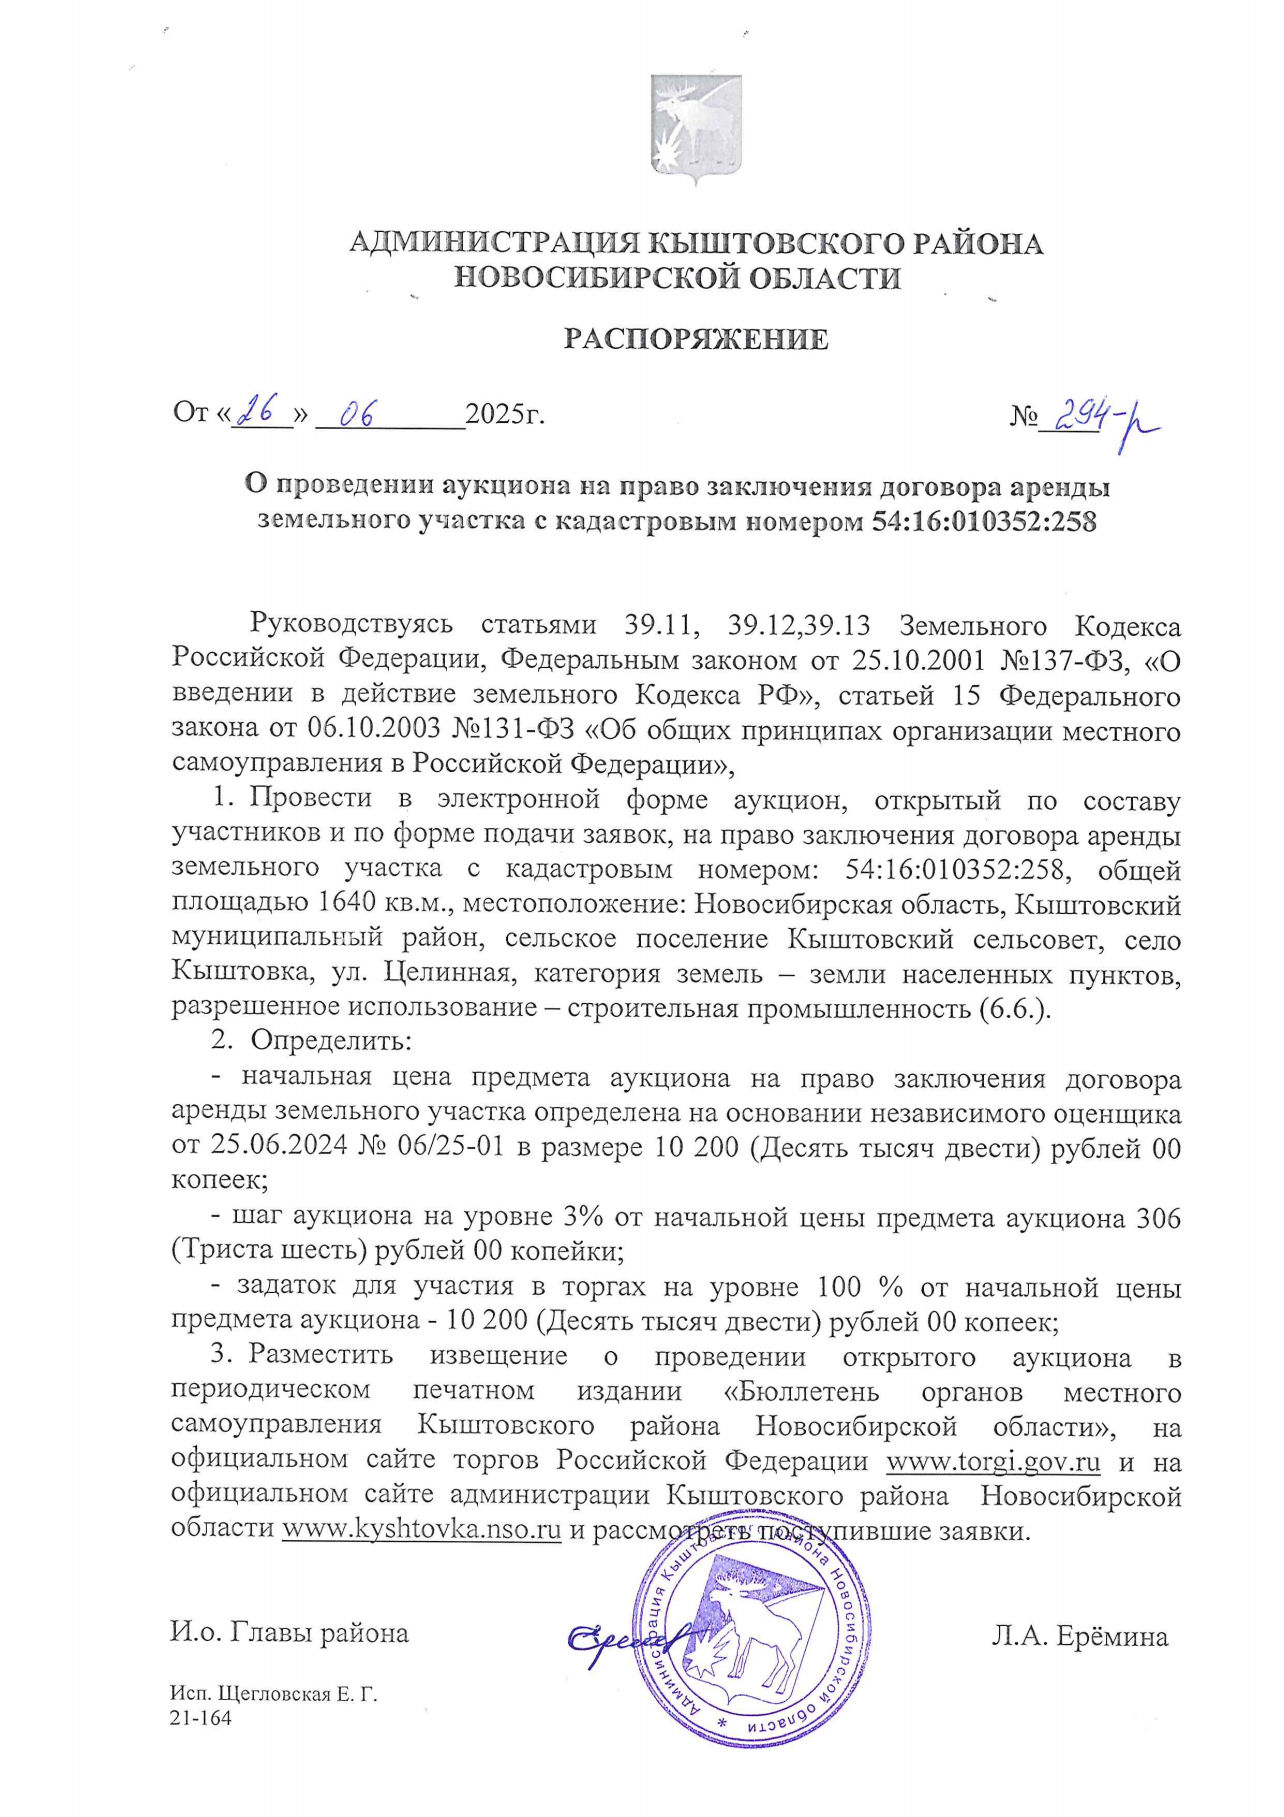 АДМИНИСТРАЦИЯ КЫШТОВСКОГО РАЙОНА
НОВОСИБИРСКОЙ ОБЛАСТИ
РАСПОРЯЖЕНИЕ
От «26» 06 2025г. № 294-р
О проведении аукциона на право заключения договора аренды
земельного участка с кадастровым номером 54:16:010352:258
Руководствуясь статьями 39.11, 39.12,39.13 Земельного Кодекса
Российской Федерации, Федеральным законом от 25.10.2001 №137-ФЗ, «О
введении в действие земельного Кодекса РФ», статьей 15 Федерального
закона от 06.10.2003 №131-ФЗ «Об общих принципах организации местного
самоуправления в Российской Федерации»,
1. Провести в электронной форме аукцион, открытый по составу
участников и по форме подачи заявок, на право заключения договора аренды
земельного участка с кадастровым номером: 54:16:010352:258, общей
площадью 1640 кв.м., местоположение: Новосибирская область, Кыштовский
муниципальный район, сельское поселение Кыштовский сельсовет, село
Кыштовка, ул. Целинная, категория земель – земли населенных пунктов,
разрешенное использование – строительная промышленность (6.6.).
2. Определить:
- начальная цена предмета аукциона на право заключения договора
аренды земельного участка определена на основании независимого оценщика
от 25.06.2024 № 06/25-01 в размере 10 200 (Десять тысяч двести) рублей 00
копеек;
- шаг аукциона на уровне 3% от начальной цены предмета аукциона 306
(Триста шесть) рублей 00 копейки;
- задаток для участия в торгах на уровне 100 % от начальной цены
предмета аукциона - 10 200 (Десять тысяч двести) рублей 00 копеек;
3. Разместить извещение о проведении открытого аукциона в
периодическом печатном издании «Бюллетень органов местного
самоуправления Кыштовского района Новосибирской области», на
официальном сайте торгов Российской Федерации www.torgi.gov.ru и на
официальном сайте администрации Кыштовского района Новосибирской
области www.kyshtovka.nso.ru и рассмотреть поступившие заявки.
И.о. Главы района Л.А. Ерёмина
Администрация Кыштовского района Новосибирской области *
Исп. Щегловская Е. Г.
21-164